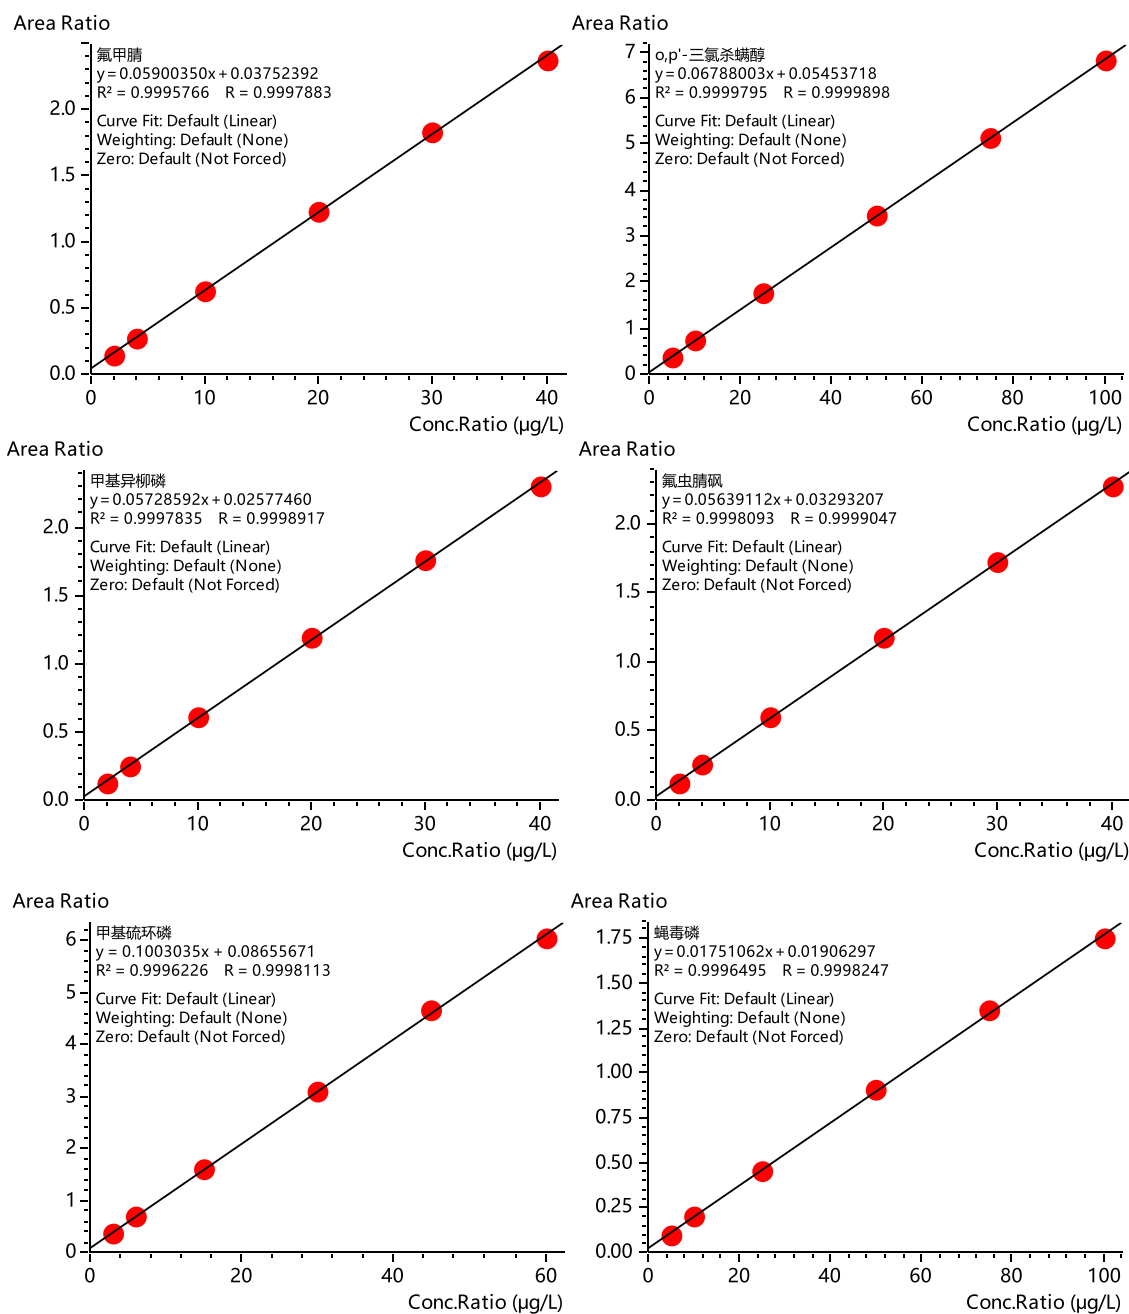 Area Ratio
氟甲腈
y=0.05900350x+0.03752392
R² = 0.9995766 R = 0.9997883
Curve Fit: Default (Linear)
Weighting: Default (None)
Zero: Default (Not Forced)
2.0
1.5
1.0
0.5
0.0
0 10 20 30 40
Conc.Ratio (µg/L)
Area Ratio
o,p'-三氯杀螨醇
y=0.06788003x+0.05453718
R² = 0.9999795 R = 0.9999898
Curve Fit: Default (Linear)
Weighting: Default (None)
Zero: Default (Not Forced)
7
6
5
4
3
2
1
0
0 20 40 60 80 100
Conc.Ratio (µg/L)
Area Ratio
甲基异柳磷
y=0.05728592x+0.02577460
R² = 0.9997835 R = 0.9998917
Curve Fit: Default (Linear)
Weighting: Default (None)
Zero: Default (Not Forced)
2.0
1.5
1.0
0.5
0.0
0 10 20 30 40
Conc.Ratio (µg/L)
Area Ratio
氟虫腈砜
y=0.05639112x+0.03293207
R² = 0.9998093 R = 0.9999047
Curve Fit: Default (Linear)
Weighting: Default (None)
Zero: Default (Not Forced)
2.0
1.5
1.0
0.5
0.0
0 10 20 30 40
Conc.Ratio (µg/L)
Area Ratio
甲基硫环磷
y = 0.1003035x + 0.08655671
R² = 0.9996226 R = 0.9998113
Curve Fit: Default (Linear)
Weighting: Default (None)
Zero: Default (Not Forced)
6
5
4
3
2
1
0
0 20 40 60
Conc.Ratio (µg/L)
Area Ratio
蝇毒磷
y=0.01751062x+0.01906297
R² = 0.9996495 R = 0.9998247
Curve Fit: Default (Linear)
Weighting: Default (None)
Zero: Default (Not Forced)
1.75
1.50
1.25
1.00
0.75
0.50
0.25
0.00
0 20 40 60 80 100
Conc.Ratio (µg/L)